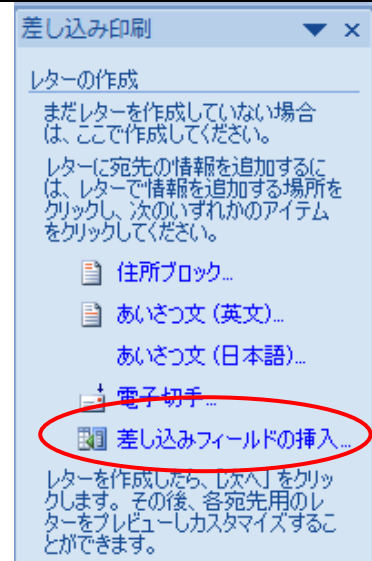 差し込み印刷
レターの作成
まだレターを作成していない場合
は、ここで作成してください。
レターに宛先の情報を追加するに
は、レターで情報を追加する場所を
クリックし、次のいずれかのアイテム
をクリックしてください。
住所ブロック...
あいさつ文 (英文)...
あいさつ文 (日本語)...
電子切手...
差し込みフィールドの挿入...
レターを作成したら、[次へ] をクリッ
クします。その後、各宛先用のレ
ターをプレビューしカスタマイズするこ
とができます。